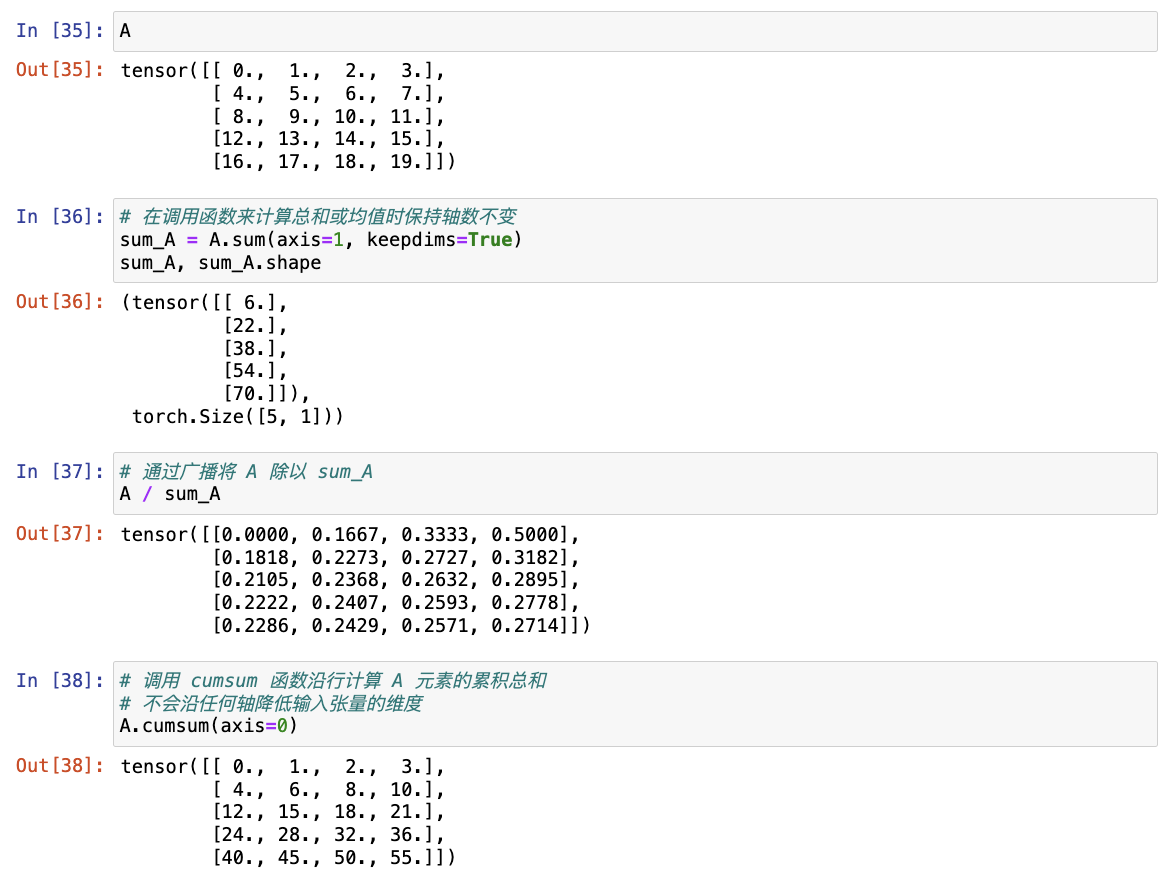 In [35]: A
Out[35]: tensor([[ 0.,  1.,  2.,  3.],
        [ 4.,  5.,  6.,  7.],
        [ 8.,  9., 10., 11.],
        [12., 13., 14., 15.],
        [16., 17., 18., 19.]])
In [36]: # 在调用函数来计算总和或均值时保持轴数不变
sum_A = A.sum(axis=1, keepdims=True)
sum_A, sum_A.shape
Out[36]: (tensor([[ 6.],
         [22.],
         [38.],
         [54.],
         [70.]]),
 torch.Size([5, 1]))
In [37]: # 通过广播将 A 除以 sum_A
A / sum_A
Out[37]: tensor([[0.0000, 0.1667, 0.3333, 0.5000],
        [0.1818, 0.2273, 0.2727, 0.3182],
        [0.2105, 0.2368, 0.2632, 0.2895],
        [0.2222, 0.2407, 0.2593, 0.2778],
        [0.2286, 0.2429, 0.2571, 0.2714]])
In [38]: # 调用 cumsum 函数沿行计算 A 元素的累积总和
# 不会沿任何轴降低输入张量的维度
A.cumsum(axis=0)
Out[38]: tensor([[ 0.,  1.,  2.,  3.],
        [ 4.,  6.,  8., 10.],
        [12., 15., 18., 21.],
        [24., 28., 32., 36.],
        [40., 45., 50., 55.]])